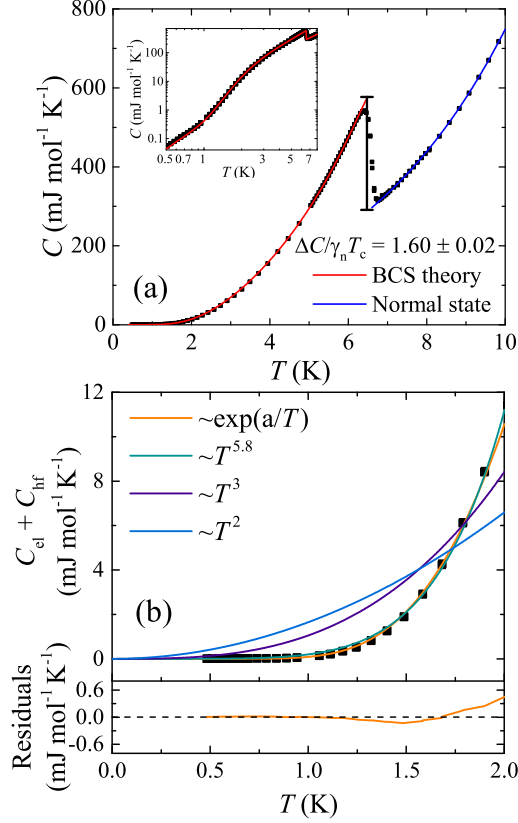 800
600
400
200
0
C (mJ mol⁻¹ K⁻¹)
100
10
1
0.1
C (mJ mol⁻¹ K⁻¹)
0.5 0.7 1 3 5 7
T (K)
ΔC/γₙT꜀ = 1.60 ± 0.02
(a)
BCS theory
Normal state
0 2 4 6 8 10
T (K)
12
8
4
0
C_el + C_hf
(mJ mol⁻¹ K⁻¹)
~exp(a/T)
~T⁵·⁸
~T³
~T²
(b)
0.6
0.0
-0.6
Residuals
(mJ mol⁻¹ K⁻¹)
0.0 0.5 1.0 1.5 2.0
T (K)